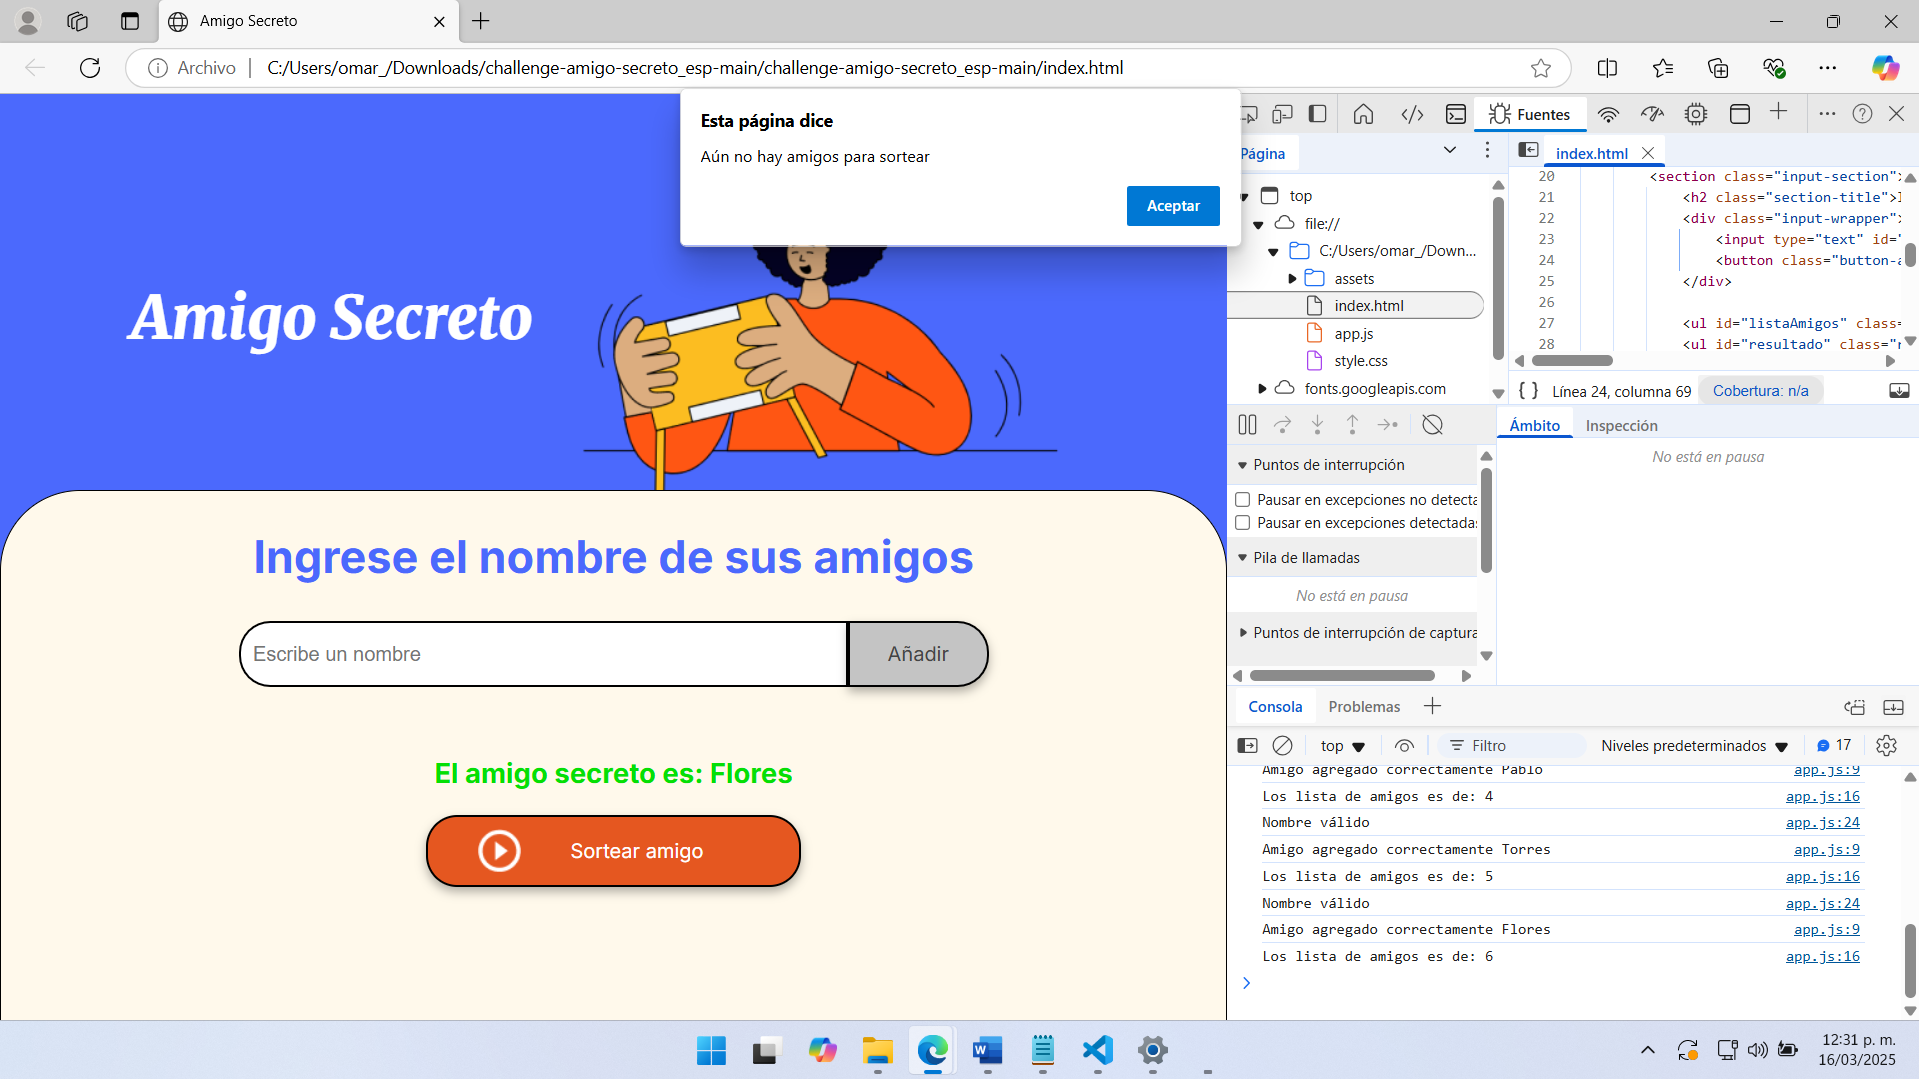 Amigo Secreto
Archivo
C:/Users/omar_/Downloads/challenge-amigo-secreto_esp-main/challenge-amigo-secreto_esp-main/index.html
Esta página dice
Aún no hay amigos para sortear
Aceptar
Amigo Secreto
Ingrese el nombre de sus amigos
Escribe un nombre
Añadir
El amigo secreto es: Flores
Sortear amigo
Fuentes
Página
top
file://
C:/Users/omar_/Down...
assets
index.html
app.js
style.css
fonts.googleapis.com
index.html
20 <section class="input-section">
21 <h2 class="section-title">
22 <div class="input-wrapper">
23 <input type="text" id="
24 <button class="button-a
25 </div>
26
27 <ul id="listaAmigos" class=
28 <ul id="resultado" class="r
{ } Línea 24, columna 69
Cobertura: n/a
Puntos de interrupción
Pausar en excepciones no detecta
Pausar en excepciones detectadas
Pila de llamadas
No está en pausa
Puntos de interrupción de captura
Ámbito
Inspección
No está en pausa
Consola
Problemas
top
Filtro
Niveles predeterminados
17
Amigo agregado correctamente Pablo app.js:9
Los lista de amigos es de: 4 app.js:16
Nombre válido app.js:24
Amigo agregado correctamente Torres app.js:9
Los lista de amigos es de: 5 app.js:16
Nombre válido app.js:24
Amigo agregado correctamente Flores app.js:9
Los lista de amigos es de: 6 app.js:16
12:31 p. m.
16/03/2025